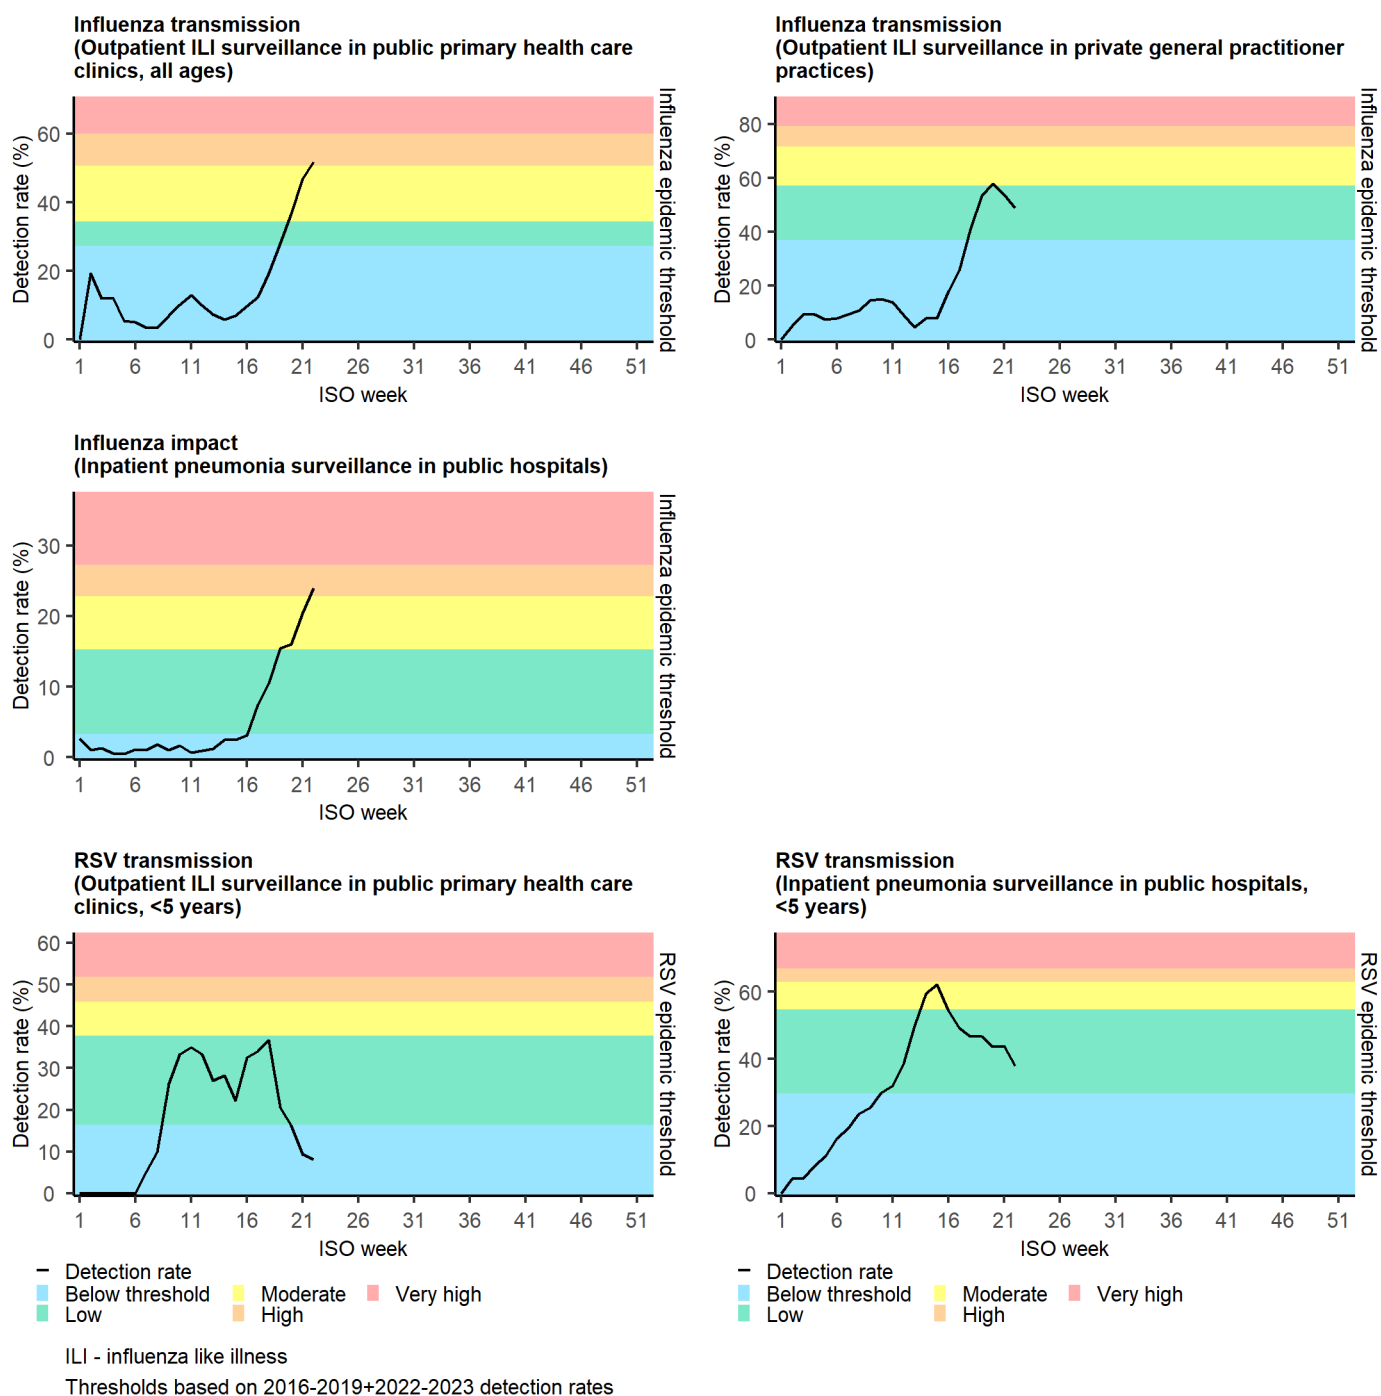 Influenza transmission
(Outpatient ILI surveillance in public primary health care
clinics, all ages)
Detection rate (%)
60
40
20
0
1 6 11 16 21 26 31 36 41 46 51
ISO week
Influenza epidemic threshold
Influenza transmission
(Outpatient ILI surveillance in private general practitioner
practices)
Detection rate (%)
80
60
40
20
0
1 6 11 16 21 26 31 36 41 46 51
ISO week
Influenza epidemic threshold
Influenza impact
(Inpatient pneumonia surveillance in public hospitals)
Detection rate (%)
30
20
10
0
1 6 11 16 21 26 31 36 41 46 51
ISO week
Influenza epidemic threshold
RSV transmission
(Outpatient ILI surveillance in public primary health care
clinics, <5 years)
Detection rate (%)
60
50
40
30
20
10
0
1 6 11 16 21 26 31 36 41 46 51
ISO week
RSV epidemic threshold
RSV transmission
(Inpatient pneumonia surveillance in public hospitals,
<5 years)
Detection rate (%)
60
40
20
0
1 6 11 16 21 26 31 36 41 46 51
ISO week
RSV epidemic threshold
Detection rate
Below threshold Moderate Very high
Low High
Detection rate
Below threshold Moderate Very high
Low High
ILI - influenza like illness
Thresholds based on 2016-2019+2022-2023 detection rates